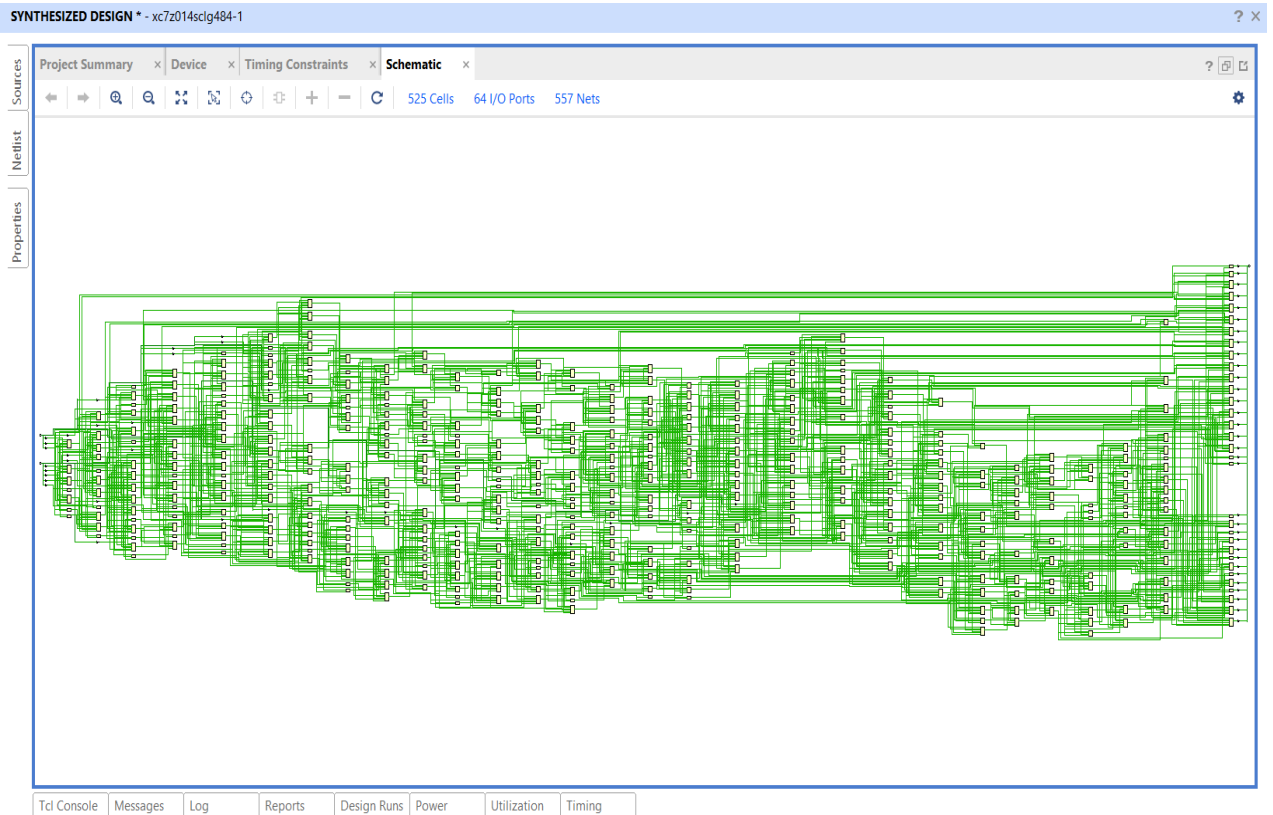 SYNTHESIZED DESIGN * - xc7z014sclg484-1
? ×
Sources
Netlist
Properties
Project Summary × Device × Timing Constraints × Schematic ×
?
525 Cells 64 I/O Ports 557 Nets
Tcl Console Messages Log Reports Design Runs Power Utilization Timing